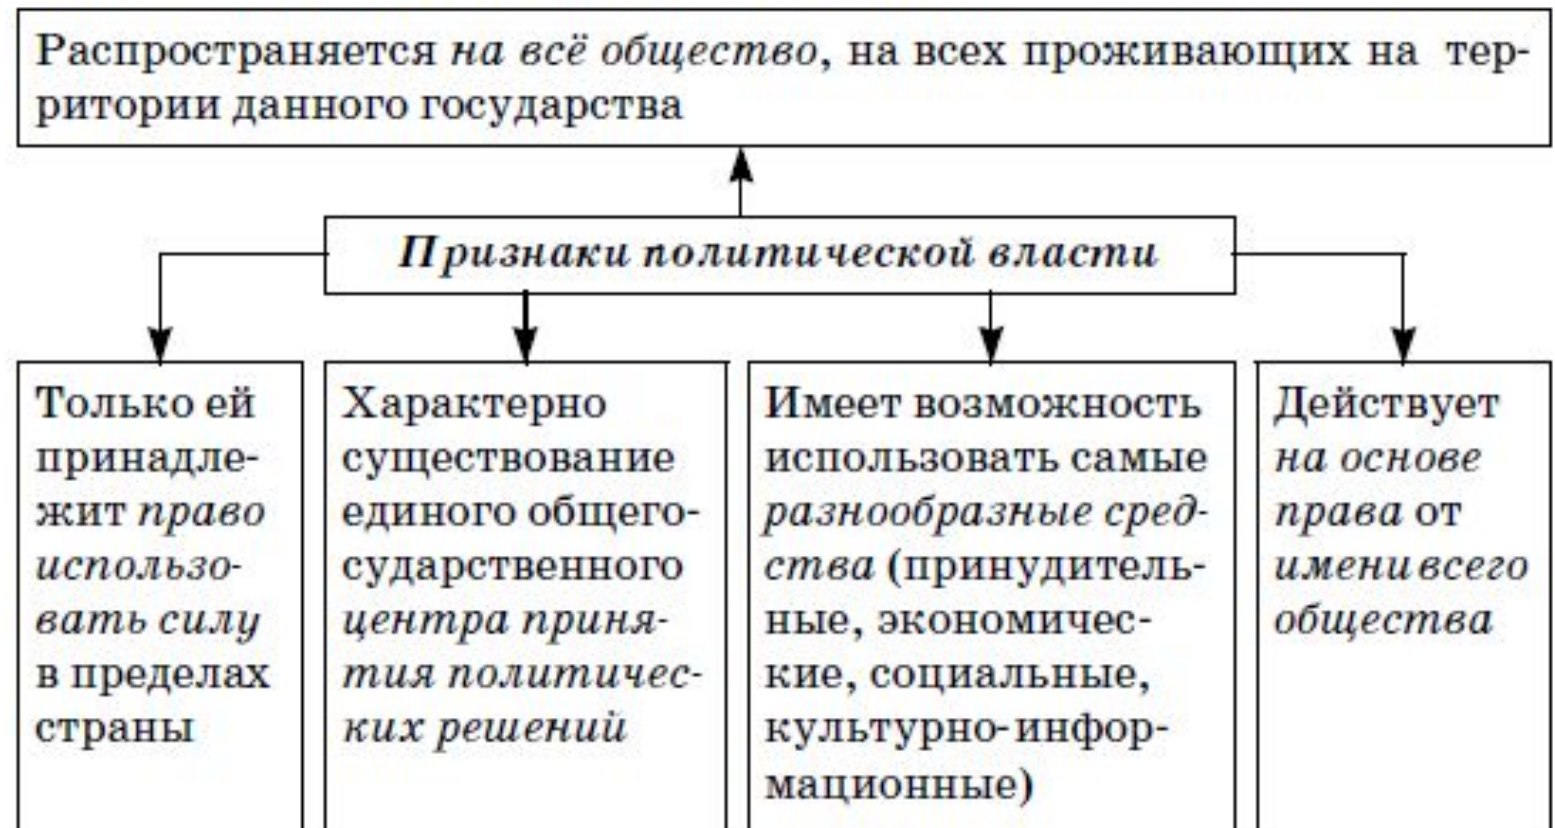 Распространяется на всё общество, на всех проживающих на тер-
ритории данного государства
Признаки политической власти
Только ей
принадле-
жит право
использо-
вать силу
в пределах
страны
Характерно
существование
единого общего-
сударственного
центра приня-
тия политичес-
ких решений
Имеет возможность
использовать самые
разнообразные сред-
ства (принудитель-
ные, экономичес-
кие, социальные,
культурно-инфор-
мационные)
Действует
на основе
права от
имени всего
общества